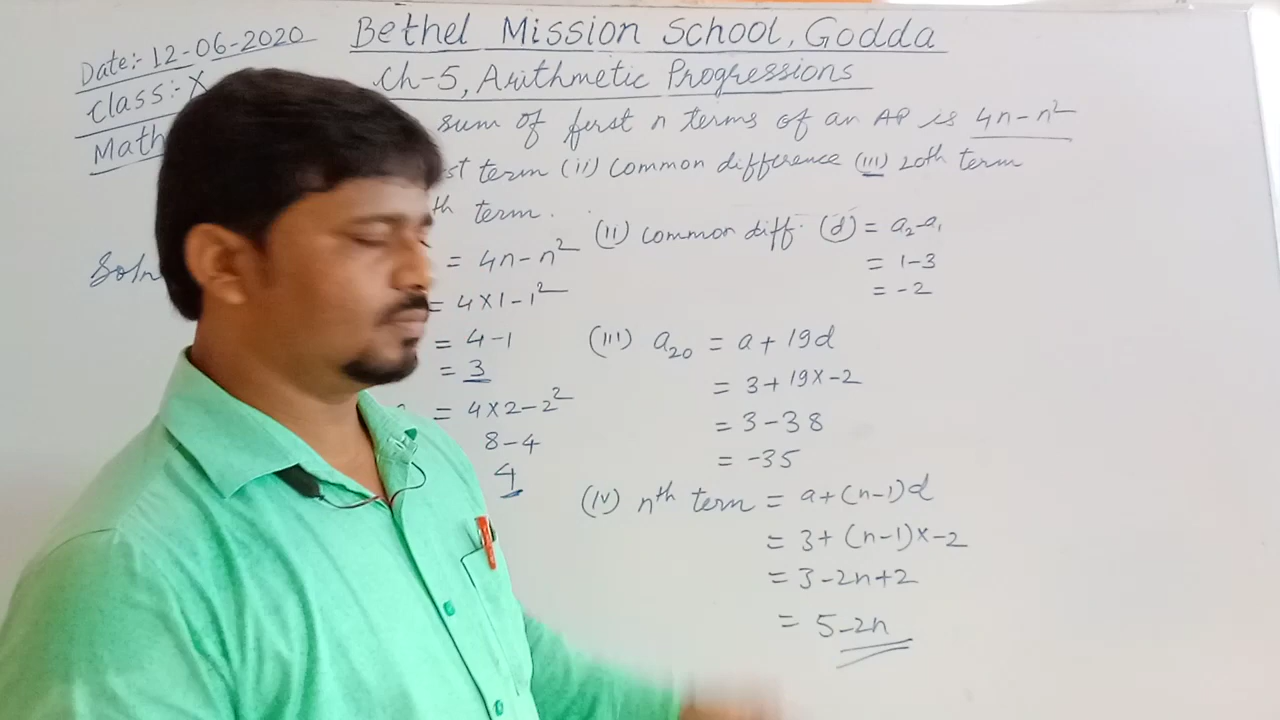 Date:- 12-06-2020
Bethel Mission School, Godda
Class:- X
Ch-5, Arithmetic Progressions
Math
sum of first n terms of an AP is 4n-n²
st term (ii) common difference (iii) 20th term
th term.
Soln
= 4n-n²
= 4×1-1²
= 4-1
= 3
= 4×2-2²
8-4
4
(ii) common diff. (d) = a₂-a₁
= 1-3
= -2
(iii) a₂₀ = a+19d
= 3+19×-2
= 3-38
= -35
(iv) nth term = a+(n-1)d
= 3+(n-1)×-2
= 3-2n+2
= 5-2n